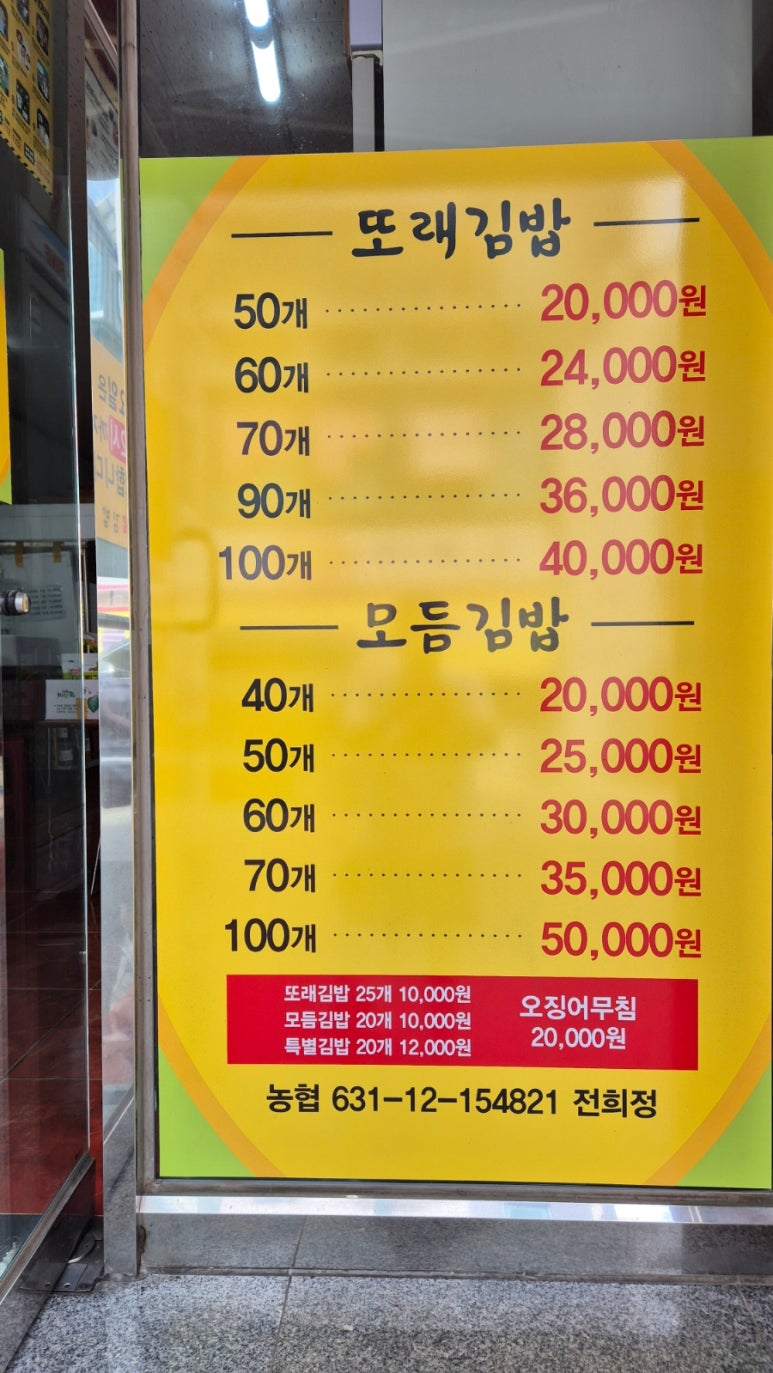 또래김밥
50개 ...................... 20,000원
60개 ...................... 24,000원
70개 ...................... 28,000원
90개 ...................... 36,000원
100개 ...................... 40,000원
모듬김밥
40개 ...................... 20,000원
50개 ...................... 25,000원
60개 ...................... 30,000원
70개 ...................... 35,000원
100개 ...................... 50,000원
또래김밥 25개 10,000원
모듬김밥 20개 10,000원
특별김밥 20개 12,000원
오징어무침
20,000원
농협 631-12-154821 전희정